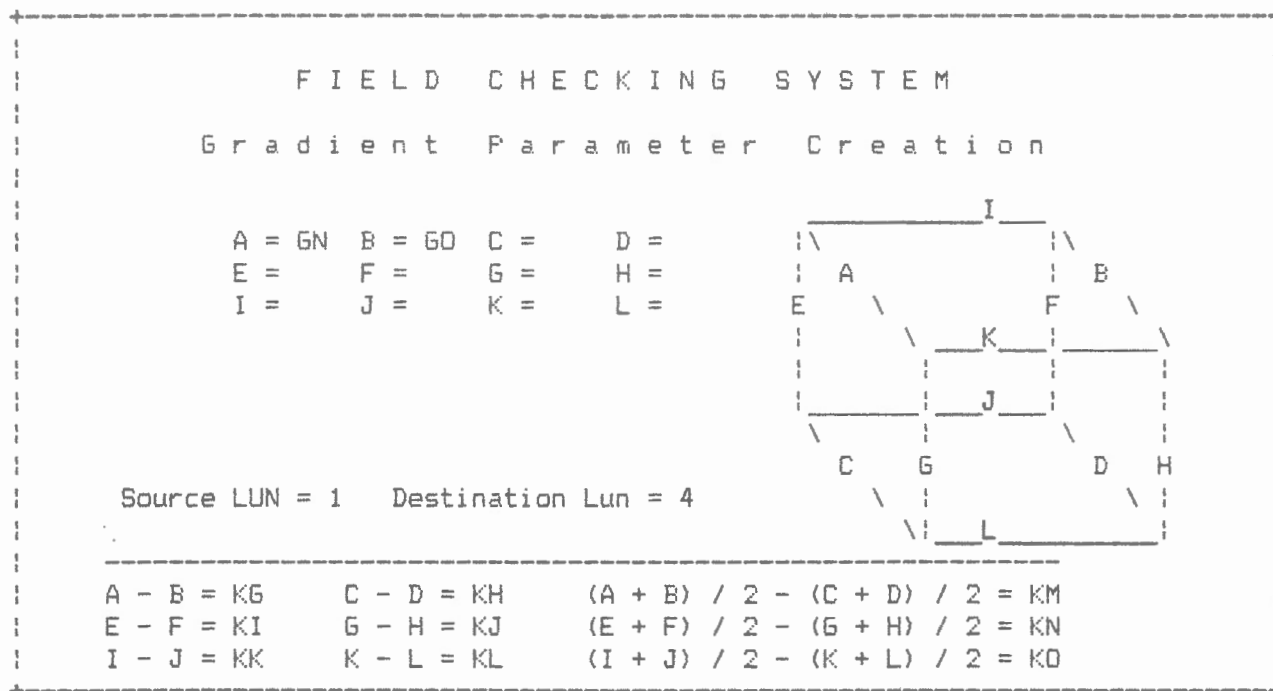 F I E L D   C H E C K I N G   S Y S T E M
G r a d i e n t   P a r a m e t e r   C r e a t i o n
I
A = GN  B = GO  C =     D =
E =     F =     G =     H =     A     B
I =     J =     K =     L =     E     F
K
J
C     G     D     H
Source LUN = 1   Destination Lun = 4
L
A - B = KG     C - D = KH     (A + B) / 2 - (C + D) / 2 = KM
E - F = KI     G - H = KJ     (E + F) / 2 - (G + H) / 2 = KN
I - J = KK     K - L = KL     (I + J) / 2 - (K + L) / 2 = KO